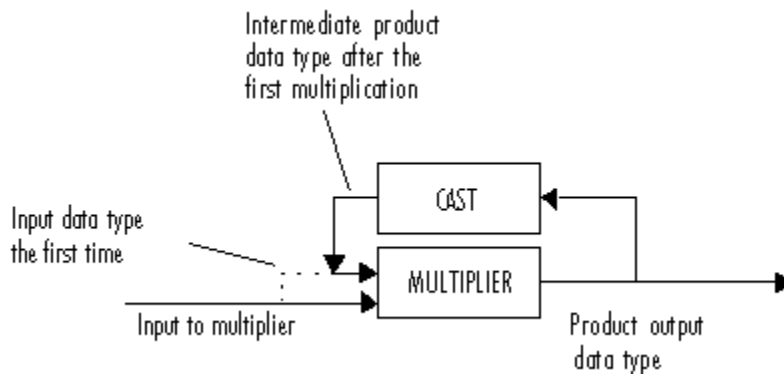 Intermediate product
data type after the
first multiplication
CAST
Input data type
the first time
MULTIPLIER
Input to multiplier
Product output
data type